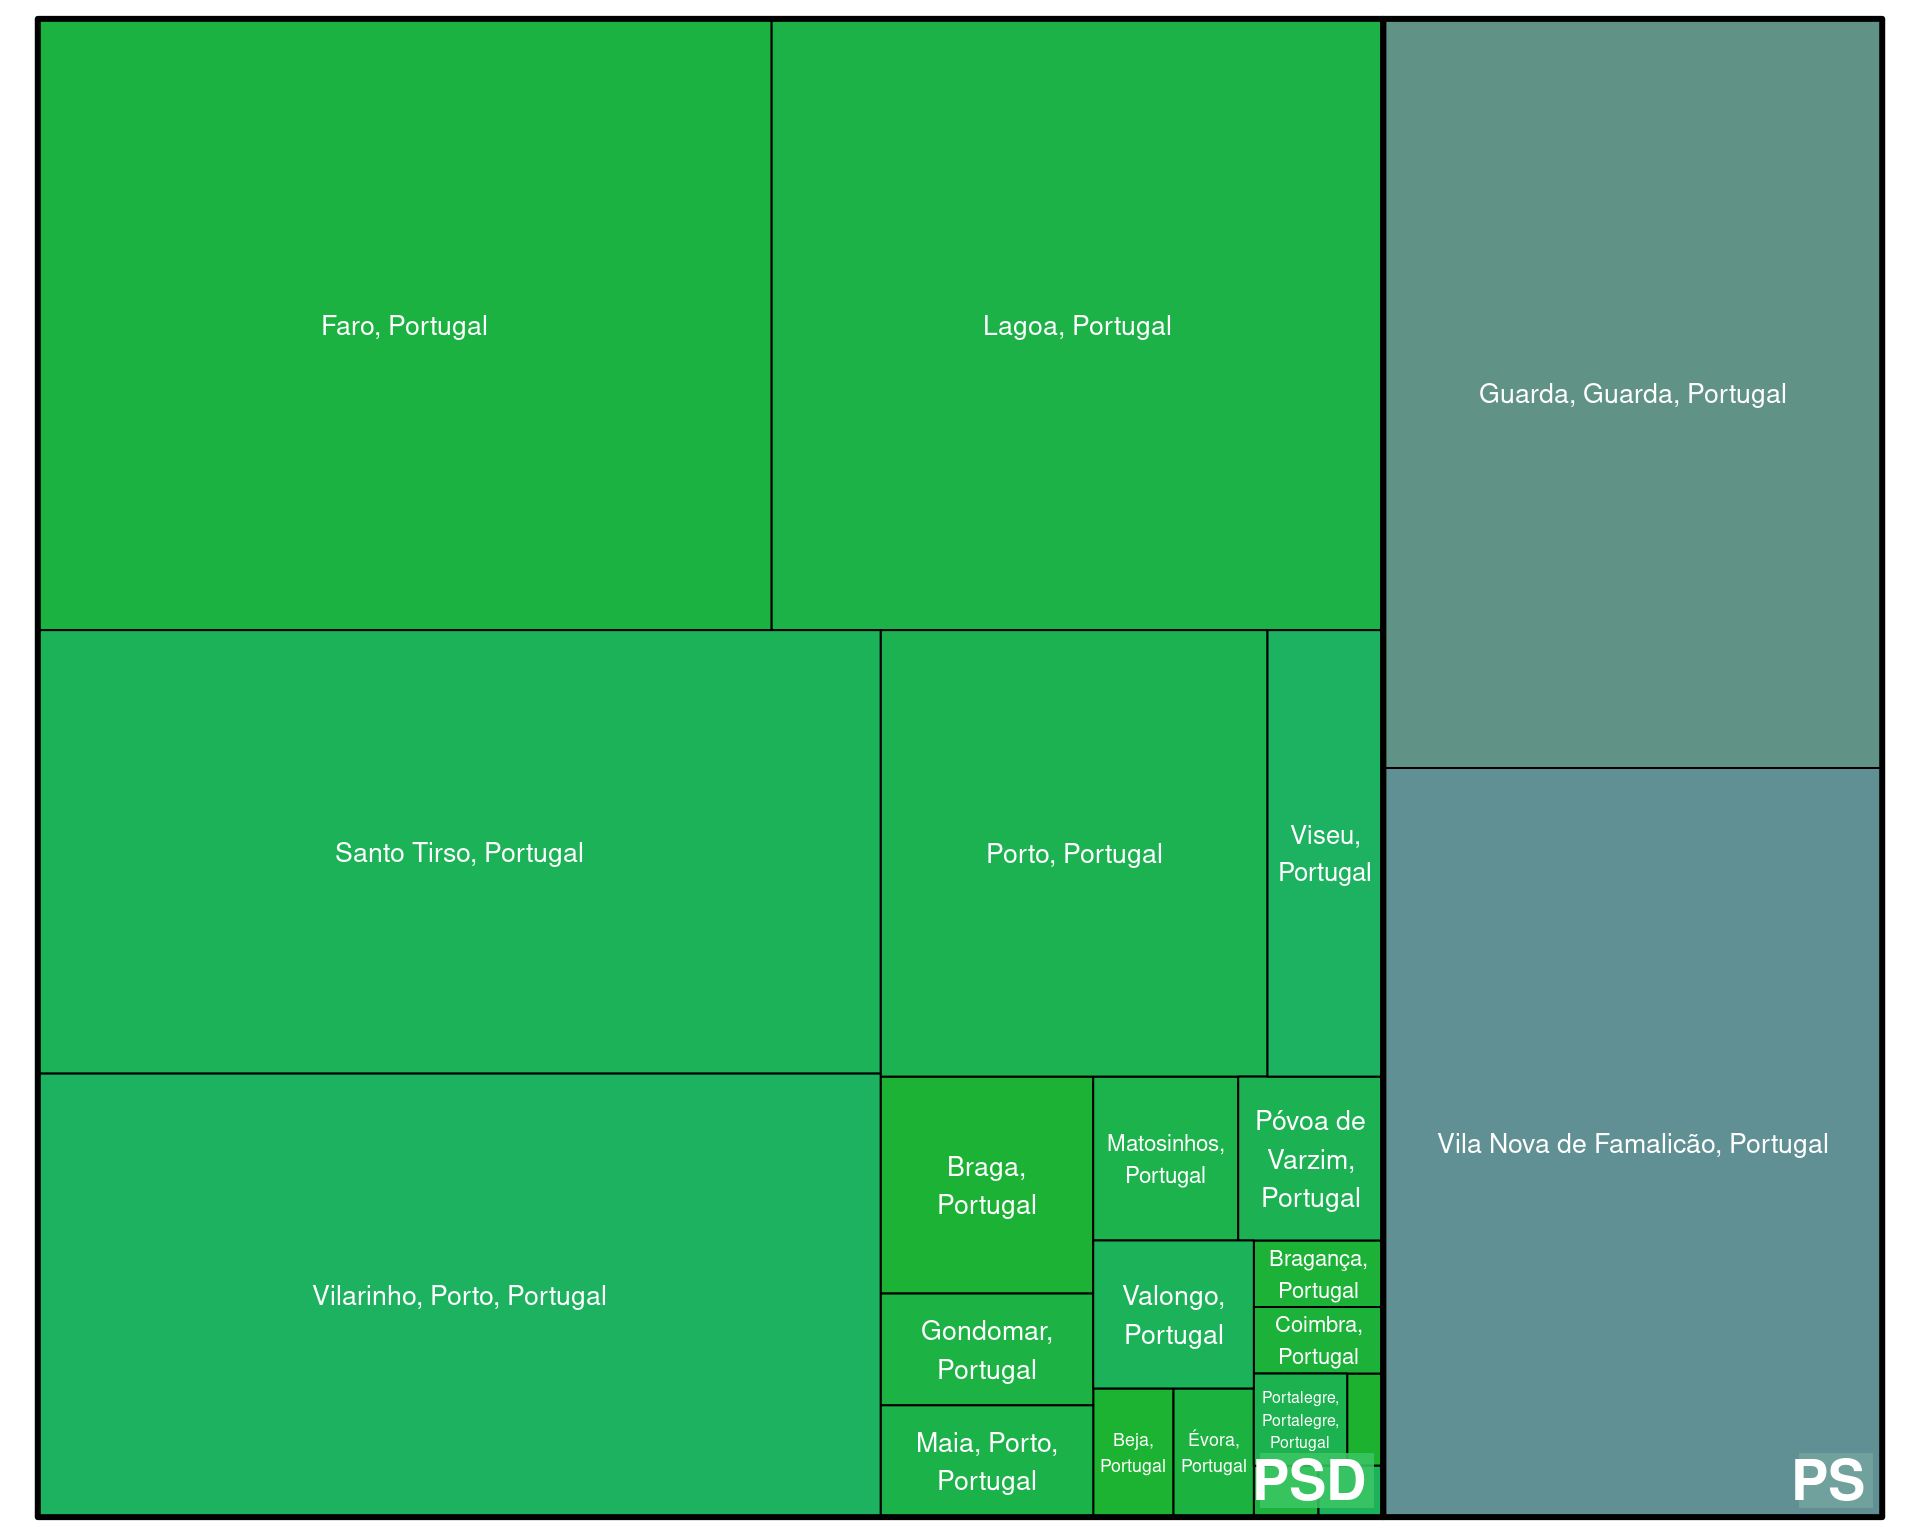 Faro, Portugal
Lagoa, Portugal
Guarda, Guarda, Portugal
Santo Tirso, Portugal
Porto, Portugal
Viseu,
Portugal
Vila Nova de Famalicão, Portugal
Vilarinho, Porto, Portugal
Braga,
Portugal
Matosinhos,
Portugal
Póvoa de
Varzim,
Portugal
Gondomar,
Portugal
Valongo,
Portugal
Bragança,
Portugal
Coimbra,
Portugal
Maia, Porto,
Portugal
Beja,
Portugal
Évora,
Portugal
Portalegre,
Portalegre,
Portugal
PSD
PS